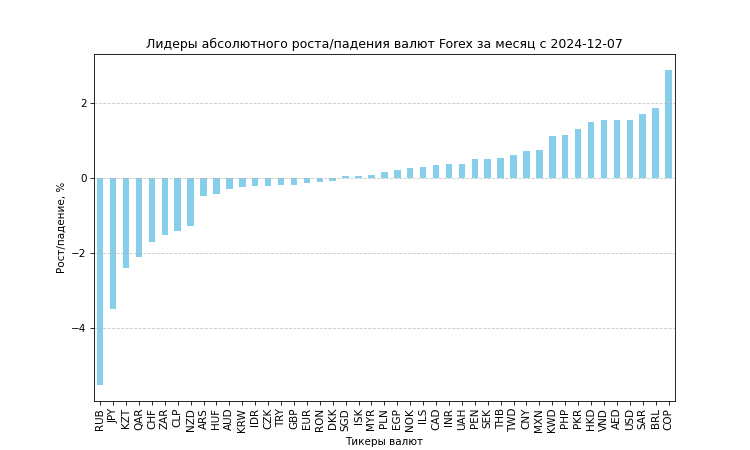 Лидеры абсолютного роста/падения валют Forex за месяц с 2024-12-07
Рост/падение, %
2
0
−2
−4
RUB JPY KZT QAR CHF ZAR CLP NZD ARS HUF AUD KRW IDR CZK TRY GBP EUR RON DKK SGD ISK MYR PLN EGP NOK ILS CAD INR UAH PEN SEK THB TWD CNY MXN KWD PHP PKR HKD VND AED USD SAR BRL COP
Тикеры валют